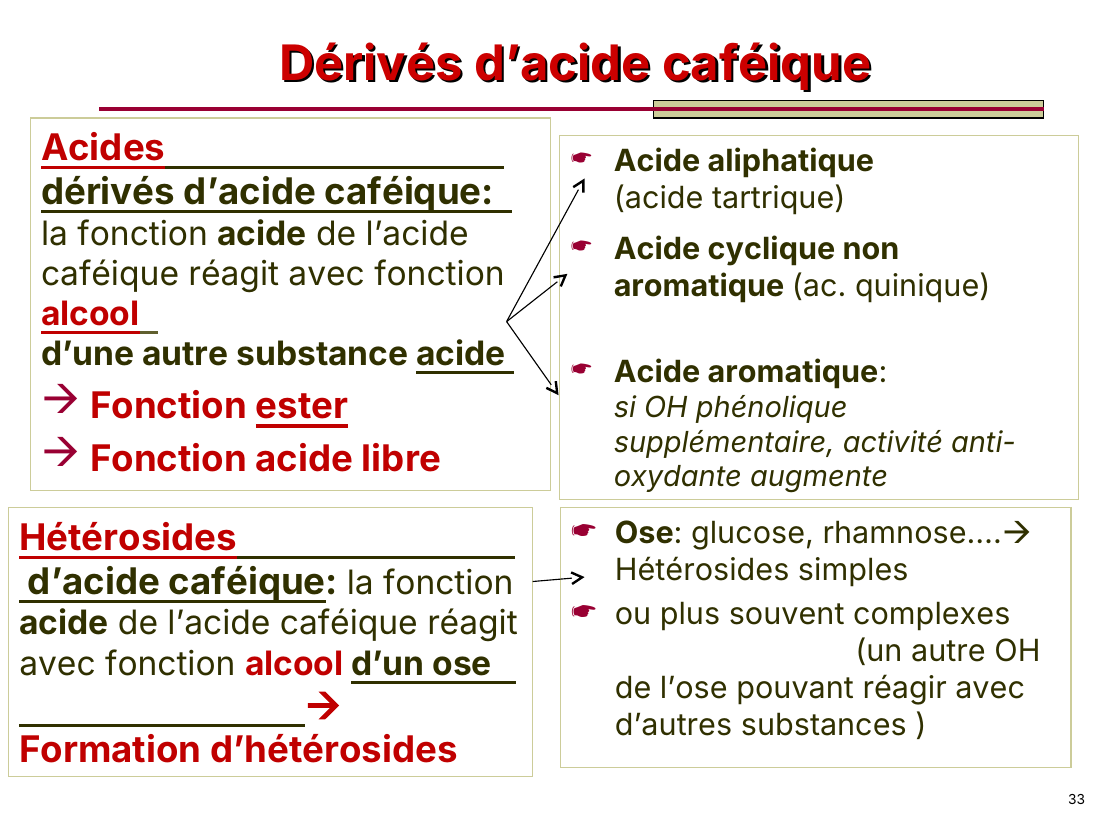 Dérivés d’acide caféique
Acides
dérivés d’acide caféique:
la fonction acide de l’acide
caféique réagit avec fonction
alcool
d’une autre substance acide
→ Fonction ester
→ Fonction acide libre
☛ Acide aliphatique
(acide tartrique)
☛ Acide cyclique non
aromatique (ac. quinique)
☛ Acide aromatique:
si OH phénolique
supplémentaire, activité anti-
oxydante augmente
Hétérosides
d’acide caféique: la fonction
acide de l’acide caféique réagit
avec fonction alcool d’un ose
→
Formation d’hétérosides
☛ Ose: glucose, rhamnose....→
Hétérosides simples
☛ ou plus souvent complexes
(un autre OH
de l’ose pouvant réagir avec
d’autres substances )
33